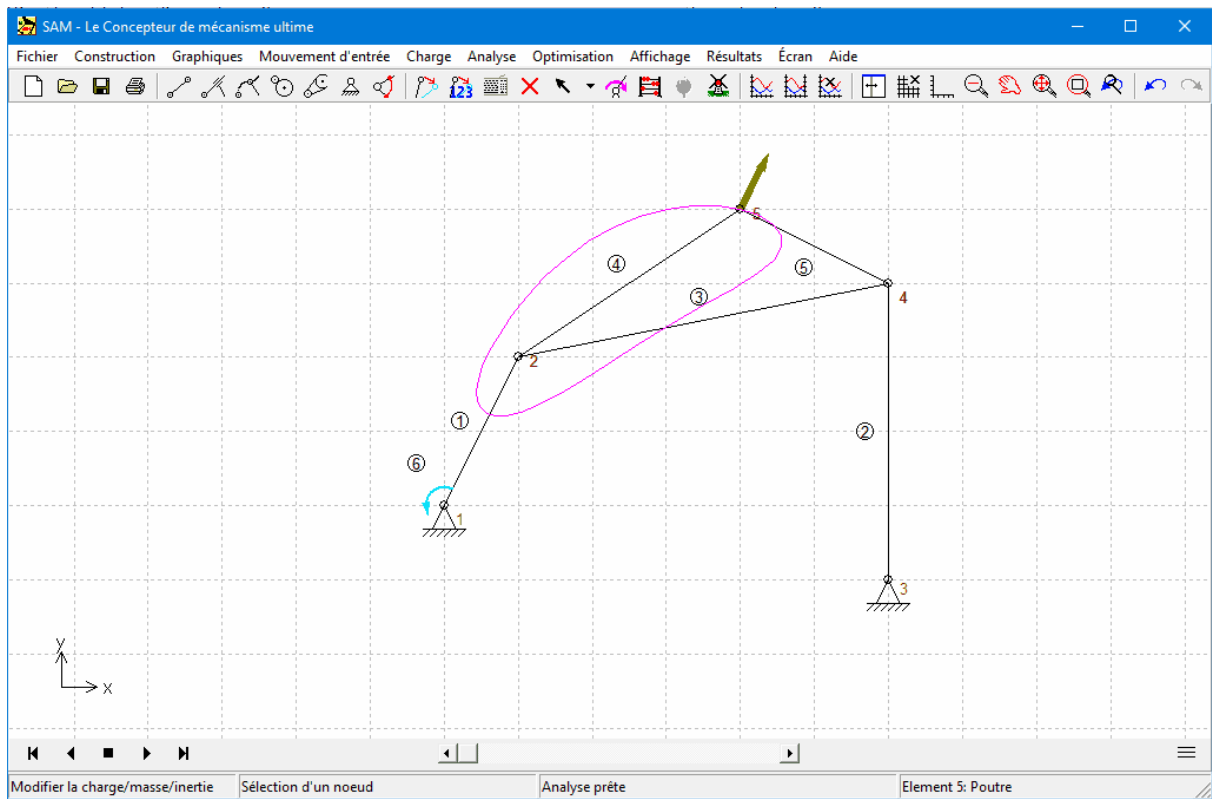 SAM - Le Concepteur de mécanisme ultime
Fichier Construction Graphiques Mouvement d'entrée Charge Analyse Optimisation Affichage Résultats Écran Aide
123
5
4
5
3
4
2
1
2
6
1
3
y
x
Modifier la charge/masse/inertie Sélection d'un noeud Analyse prête Element 5: Poutre